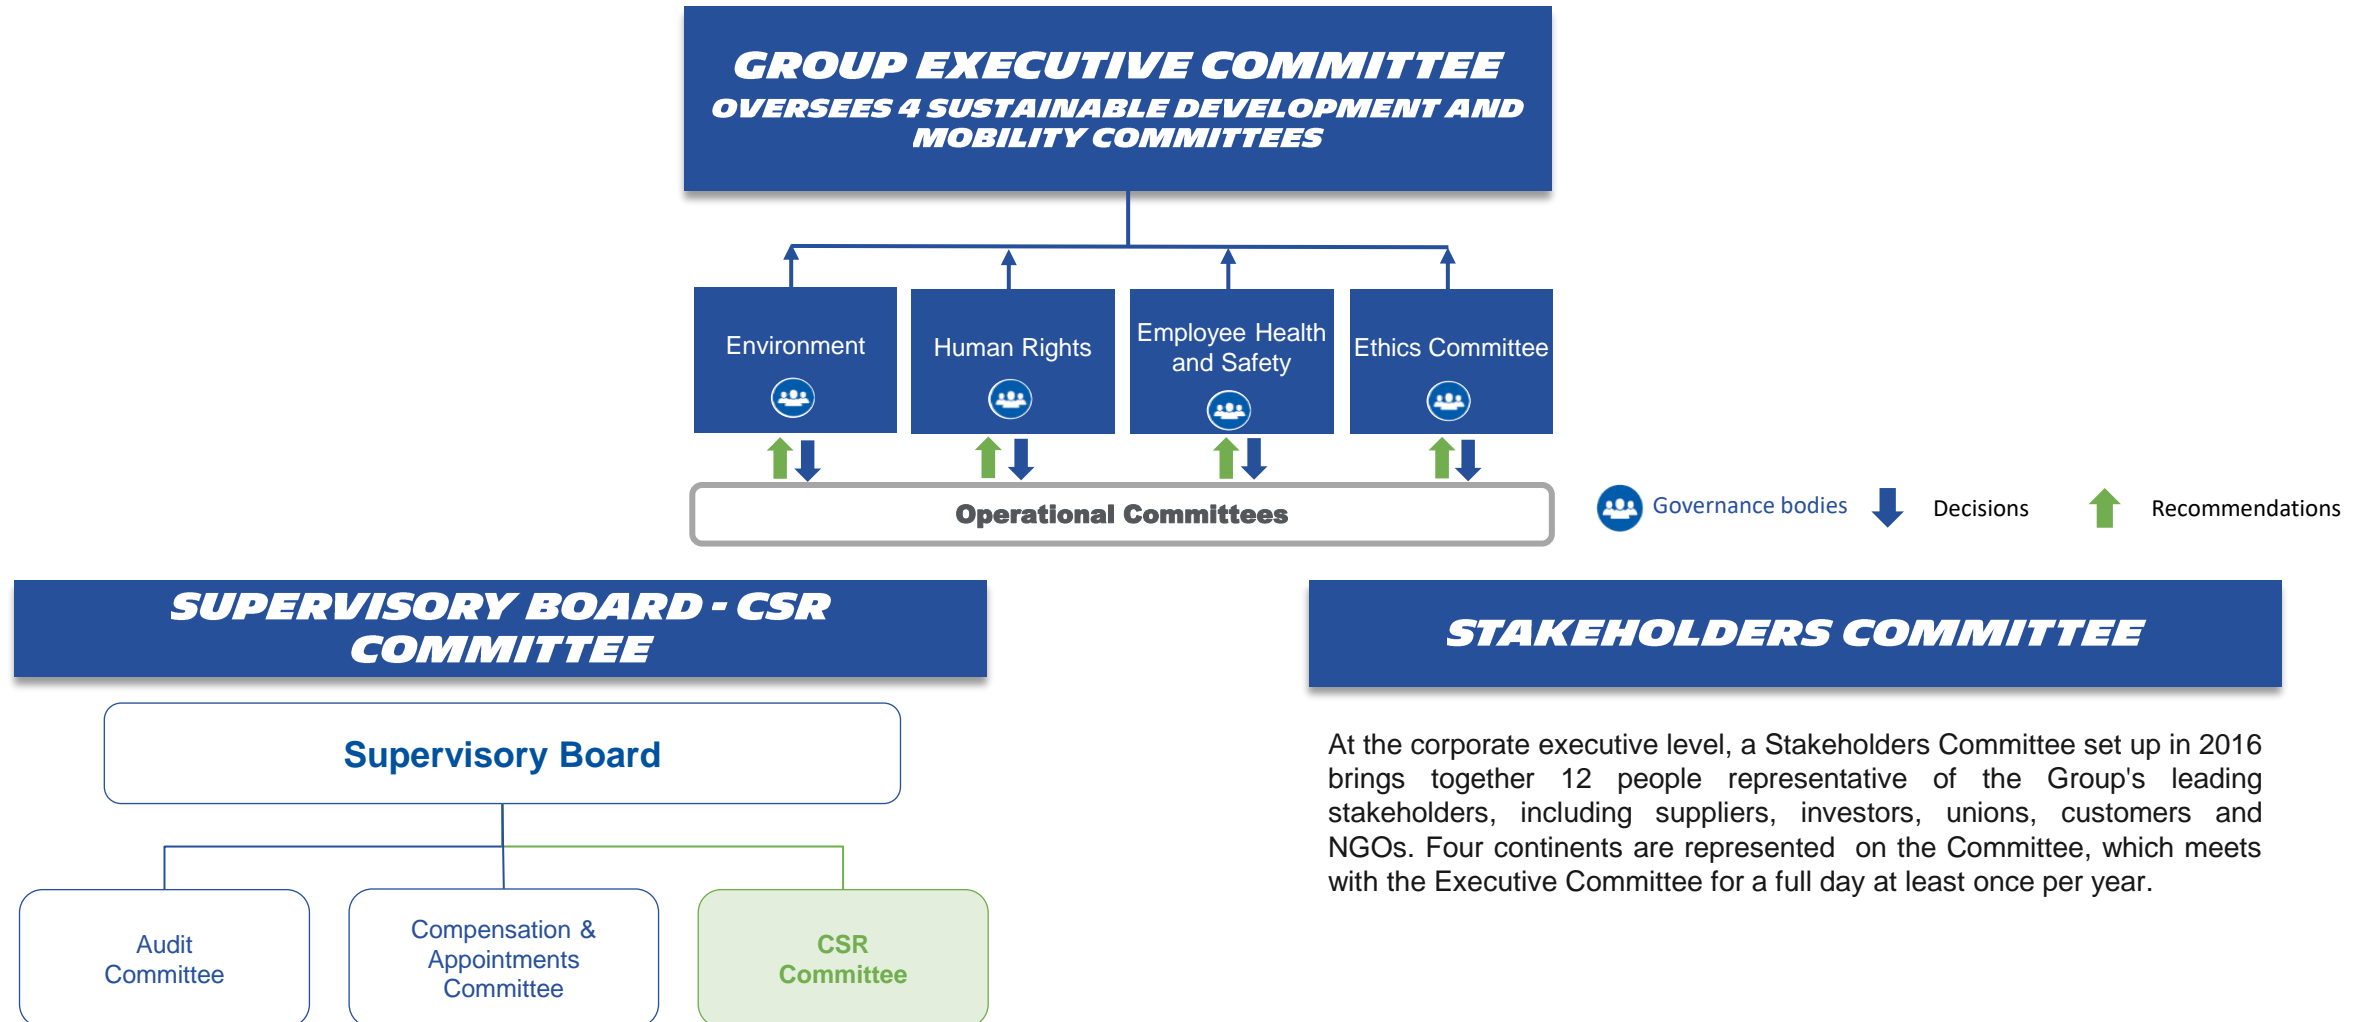 GROUP EXECUTIVE COMMITTEE
OVERSEES 4 SUSTAINABLE DEVELOPMENT AND
MOBILITY COMMITTEES
Environment
Human Rights
Employee Health
and Safety
Ethics Committee
Operational Committees
Governance bodies
Decisions
Recommendations
SUPERVISORY BOARD - CSR
COMMITTEE
Supervisory Board
Audit
Committee
Compensation &
Appointments
Committee
CSR
Committee
STAKEHOLDERS COMMITTEE
At the corporate executive level, a Stakeholders Committee set up in 2016
brings together 12 people representative of the Group's leading
stakeholders, including suppliers, investors, unions, customers and
NGOs. Four continents are represented on the Committee, which meets
with the Executive Committee for a full day at least once per year.